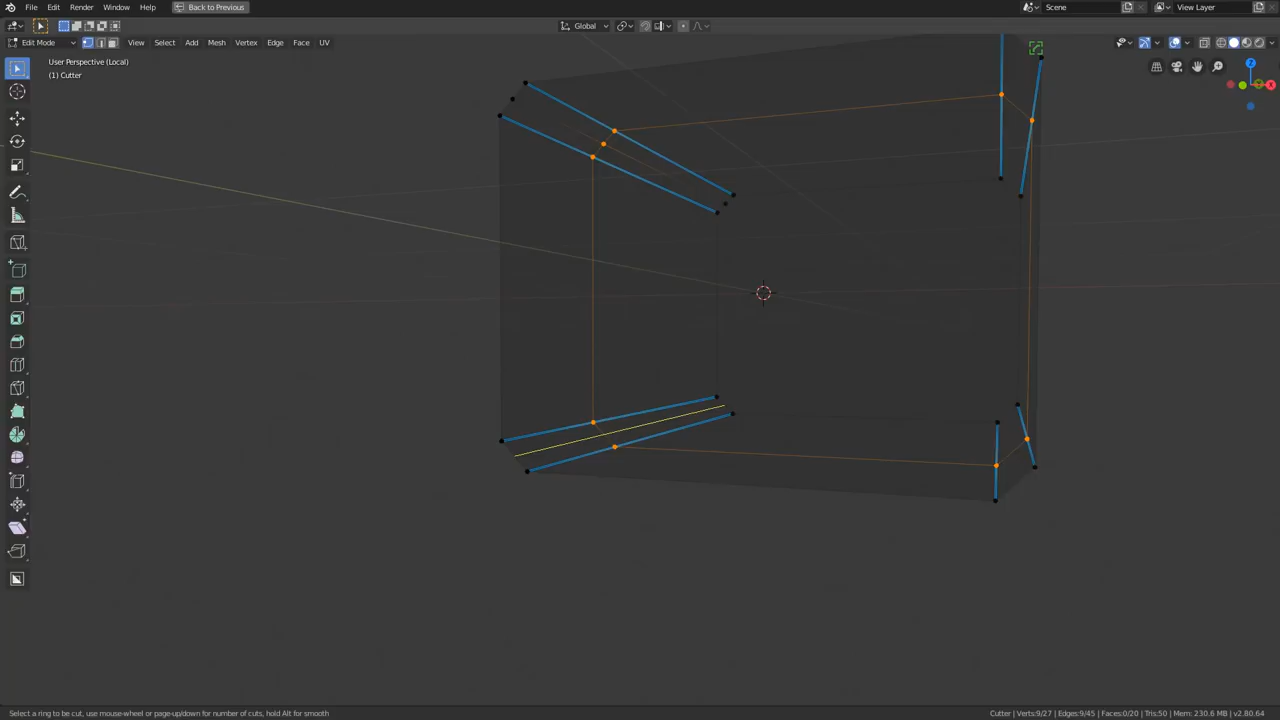 File Edit Render Window Help Back to Previous Scene View Layer
Global
Edit Mode View Select Add Mesh Vertex Edge Face UV
User Perspective (Local)
(1) Cutter
Z
X
Select a ring to be cut, use mouse-wheel or page-up/down for number of cuts, hold Alt for smooth Cutter | Verts:9/27 | Edges:9/45 | Faces:0/20 | Tris:50 | Mem: 230.6 MB | v2.80.64